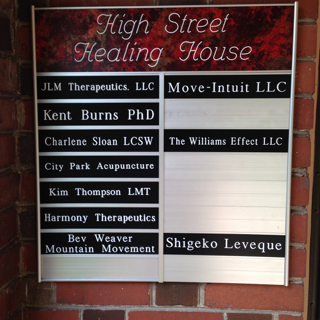 High Street
Healing House
JLM Therapeutics, LLC
Kent Burns PhD
Charlene Sloan LCSW
City Park Acupuncture
Kim Thompson LMT
Harmony Therapeutics
Bev Weaver
Mountain Movement
Move-Intuit LLC
The Williams Effect LLC
Shigeko Leveque